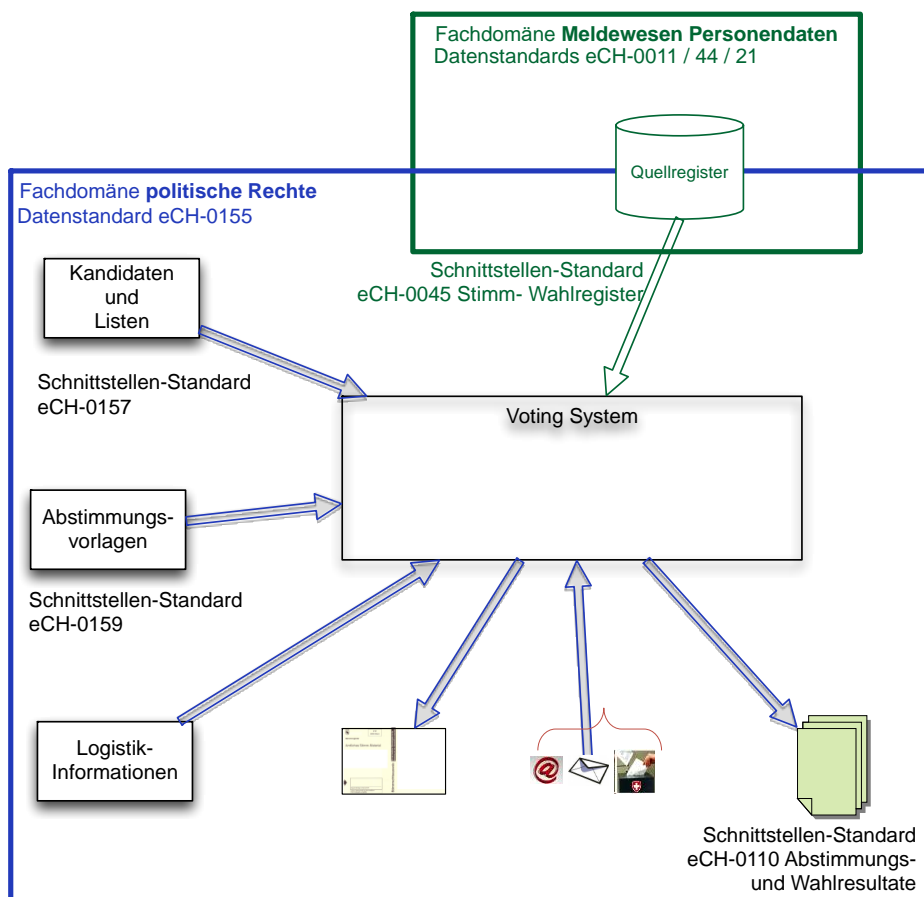 Fachdomäne Meldewesen Personendaten
Datenstandards eCH-0011 / 44 / 21
Quellregister
Fachdomäne politische Rechte
Datenstandard eCH-0155
Schnittstellen-Standard
eCH-0045 Stimm- Wahlregister
Kandidaten
und
Listen
Schnittstellen-Standard
eCH-0157
Voting System
Abstimmungs-
vorlagen
Schnittstellen-Standard
eCH-0159
Logistik-
Informationen
@
Schnittstellen-Standard
eCH-0110 Abstimmungs-
und Wahlresultate